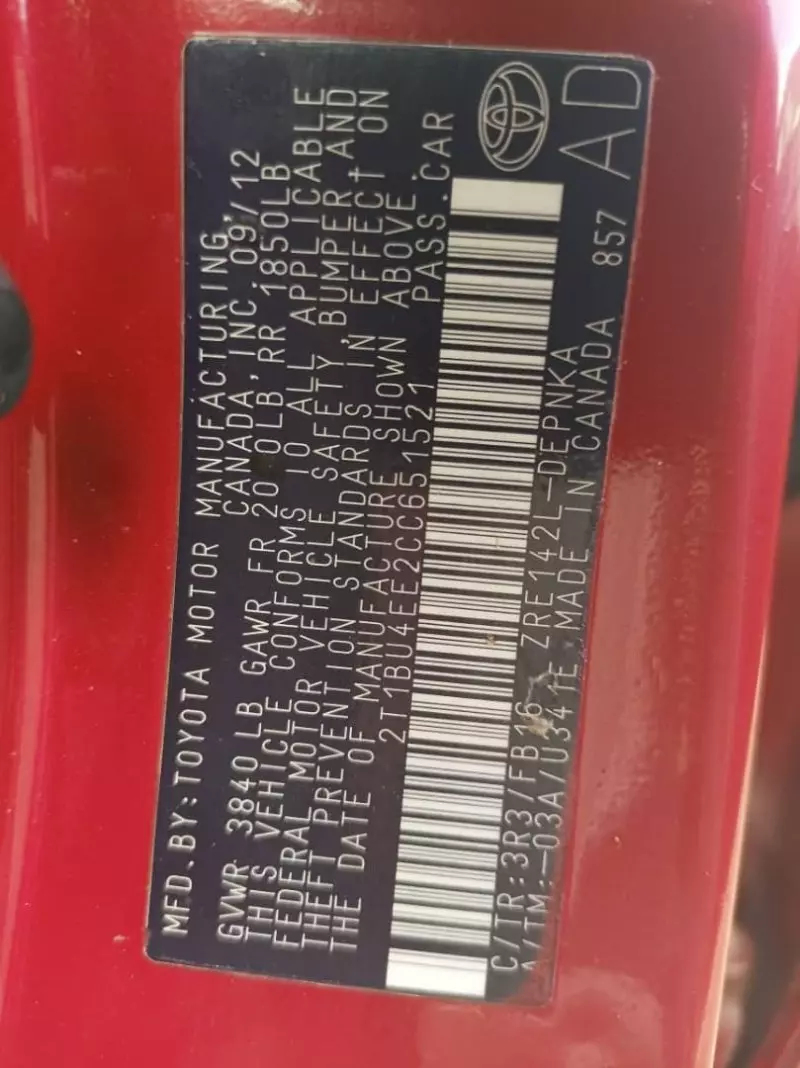 MFD.BY:TOYOTA MOTOR MANUFACTURING
CANADA, INC. 09/12
GVWR 3840LB GAWR FR 20 0LB RR 1850LB
THIS VEHICLE CONFORMS TO ALL APPLICABLE
FEDERAL MOTOR VEHICLE SAFETY, BUMPER, AND
THEFT PREVENTION STANDARDS IN EFFECT ON
THE DATE OF MANUFACTURE SHOWN ABOVE.
2T1BU4EE2CC651521 PASS.CAR
C/TR:3R3/FB16 ZRE142L-DEPNKA
A/TM:-03A/U341E MADE IN CANADA 857
AD